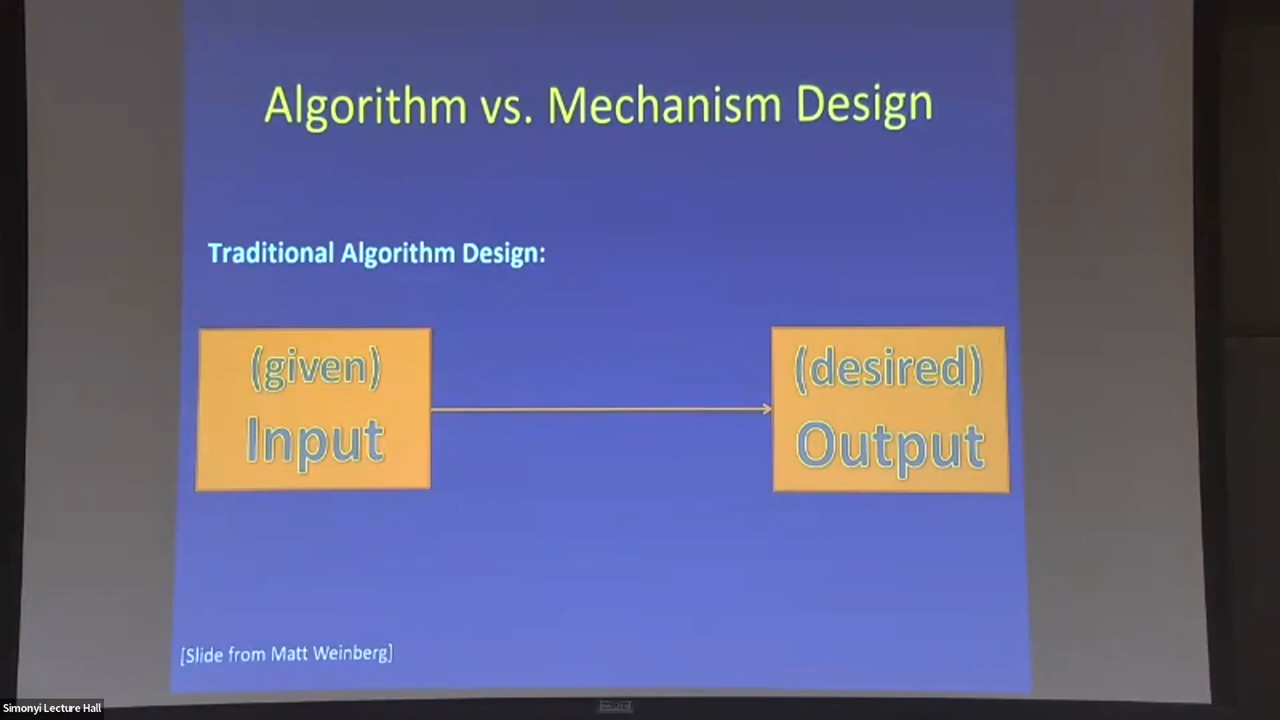 Algorithm vs. Mechanism Design
Traditional Algorithm Design:
(given)
Input
(desired)
Output
[Slide from Matt Weinberg]
Simonyi Lecture Hall